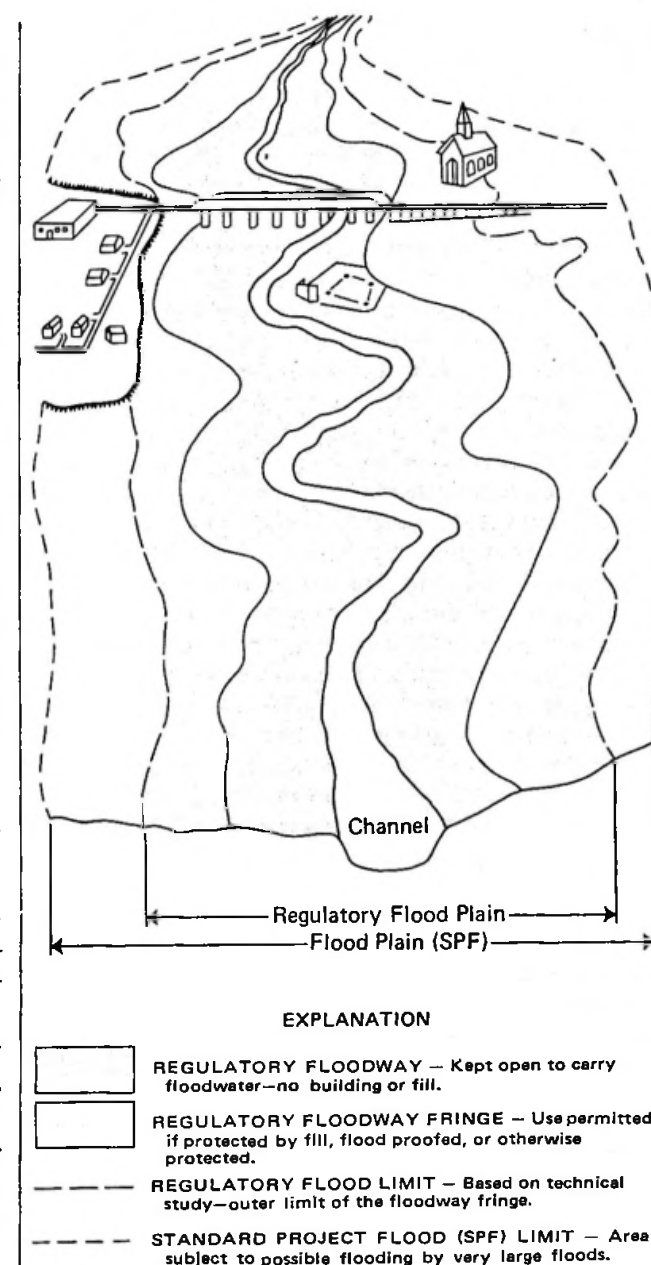 Channel
Regulatory Flood Plain
Flood Plain (SPF)
EXPLANATION
REGULATORY FLOODWAY — Kept open to carry
floodwater—no building or fill.
REGULATORY FLOODWAY FRINGE — Use permitted
if protected by fill, flood proofed, or otherwise
protected.
REGULATORY FLOOD LIMIT — Based on technical
study—outer limit of the floodway fringe.
STANDARD PROJECT FLOOD (SPF) LIMIT — Area
subject to possible flooding by very large floods.